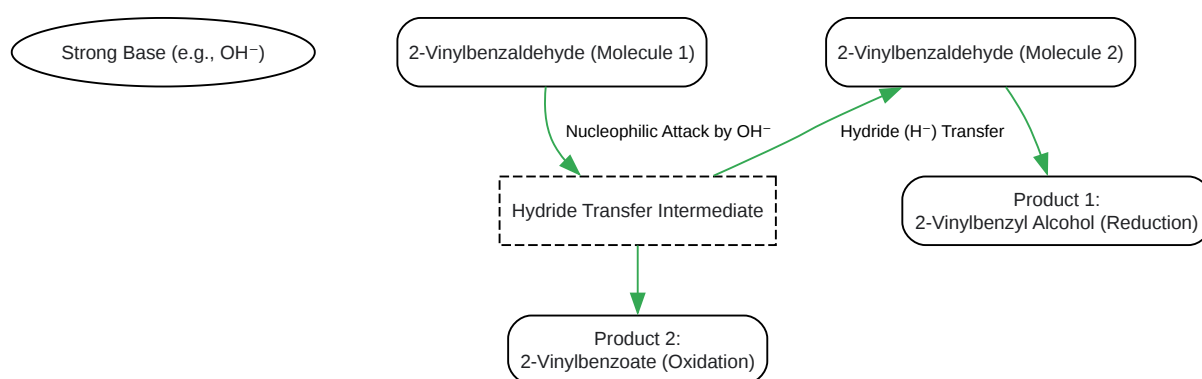 Strong Base (e.g., OH⁻)
2-Vinylbenzaldehyde (Molecule 1)
2-Vinylbenzaldehyde (Molecule 2)
Nucleophilic Attack by OH⁻
Hydride (H⁻) Transfer
Hydride Transfer Intermediate
Product 1:
2-Vinylbenzyl Alcohol (Reduction)
Product 2:
2-Vinylbenzoate (Oxidation)